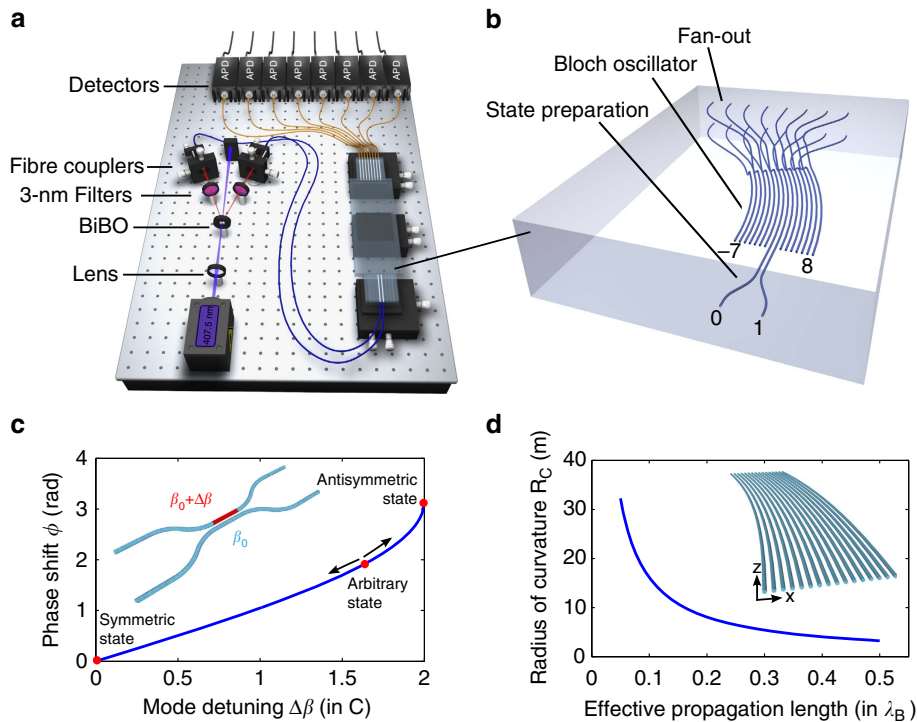 a
APD APD APD APD APD APD APD APD
Detectors
Fibre couplers
3-nm Filters
BiBO
Lens
407.5 nm
b
Fan-out
Bloch oscillator
State preparation
–7
8
0
1
c
Phase shift ϕ (rad)
4
3
2
1
0
β0+Δβ
β0
Antisymmetric
state
Arbitrary
state
Symmetric
state
0 0.5 1 1.5 2
Mode detuning Δβ (in C)
d
Radius of curvature RC (m)
40
30
20
10
0
z
x
0 0.1 0.2 0.3 0.4 0.5
Effective propagation length (in λB)